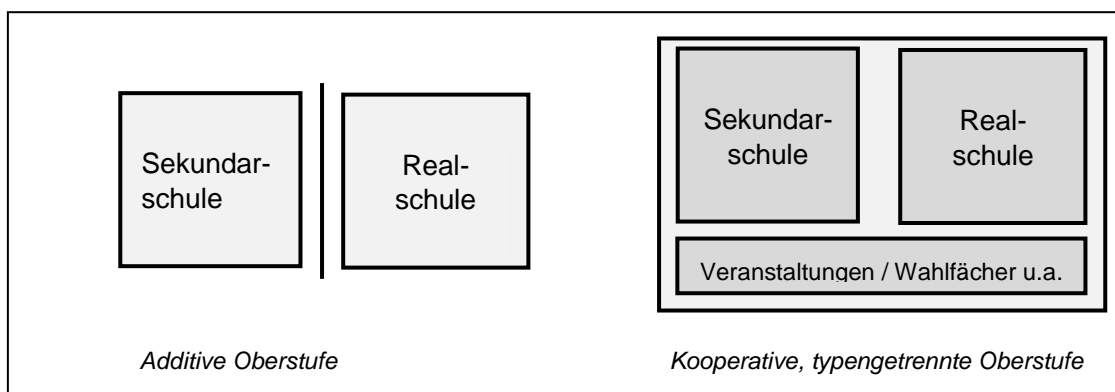 Sekundar-
schule
Real-
schule
Additive Oberstufe
Sekundar-
schule
Real-
schule
Veranstaltungen / Wahlfächer u.a.
Kooperative, typengetrennte Oberstufe